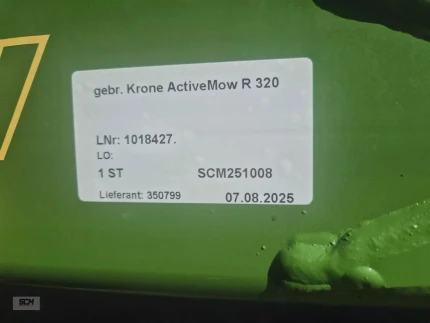 gebr. Krone ActiveMow R 320
LNr: 1018427.
LO:
1 ST SCM251008
Lieferant: 350799 07.08.2025
SCM